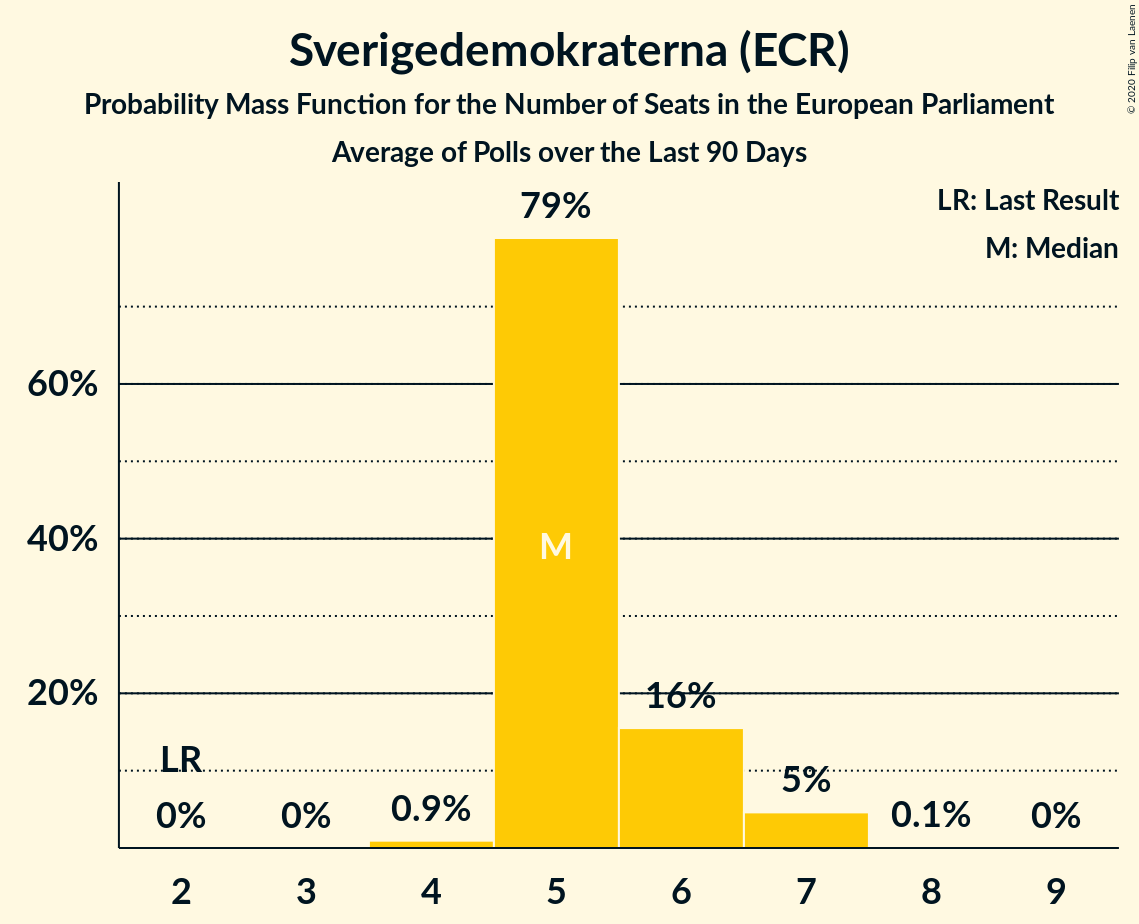 Sverigedemokraterna (ECR)
Probability Mass Function for the Number of Seats in the European Parliament
Average of Polls over the Last 90 Days
© 2020 Filip van Laenen
LR: Last Result
M: Median
79%
60%
40%
20%
M
16%
LR
5%
0%
0%
0.9%
0.1%
0%
2 3 4 5 6 7 8 9